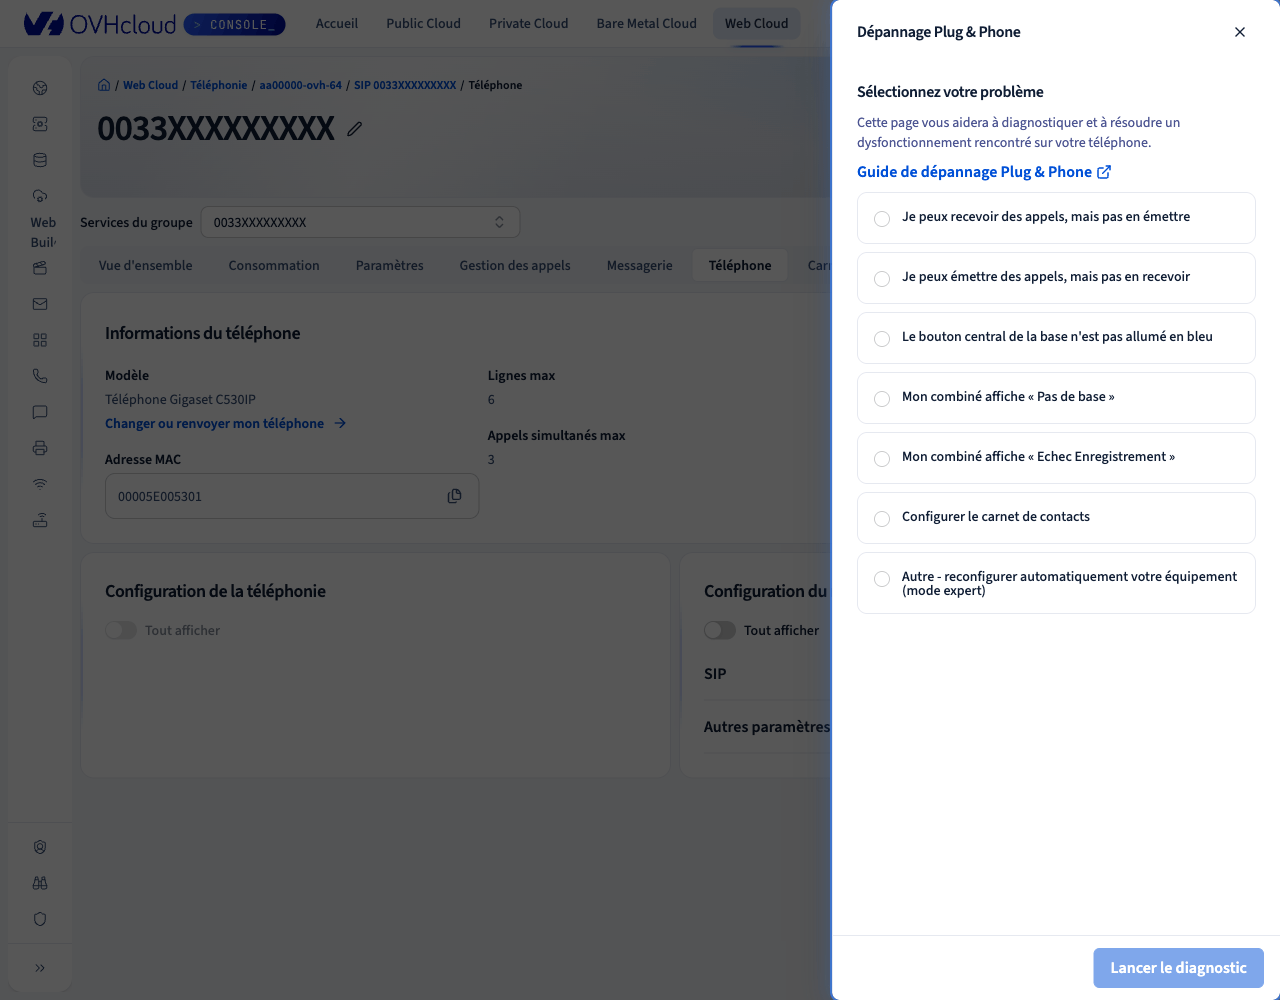 OVHcloud
> CONSOLE_
Accueil
Public Cloud
Private Cloud
Bare Metal Cloud
Web Cloud
/ Web Cloud / Téléphonie / aa00000-ovh-64 / SIP 0033XXXXXXXXX / Téléphone
0033XXXXXXXXX
Web
Services du groupe
0033XXXXXXXXX
Vue d'ensemble
Consommation
Paramètres
Gestion des appels
Messagerie
Téléphone
Informations du téléphone
Modèle
Téléphone Gigaset C530IP
Changer ou renvoyer mon téléphone
Adresse MAC
00005E005301
Lignes max
6
Appels simultanés max
3
Configuration de la téléphonie
Tout afficher
Configuration du
Tout afficher
SIP
Autres paramètres
Dépannage Plug & Phone
Sélectionnez votre problème
Cette page vous aidera à diagnostiquer et à résoudre un
dysfonctionnement rencontré sur votre téléphone.
Guide de dépannage Plug & Phone
Je peux recevoir des appels, mais pas en émettre
Je peux émettre des appels, mais pas en recevoir
Le bouton central de la base n'est pas allumé en bleu
Mon combiné affiche « Pas de base »
Mon combiné affiche « Echec Enregistrement »
Configurer le carnet de contacts
Autre - reconfigurer automatiquement votre équipement
(mode expert)
Lancer le diagnostic